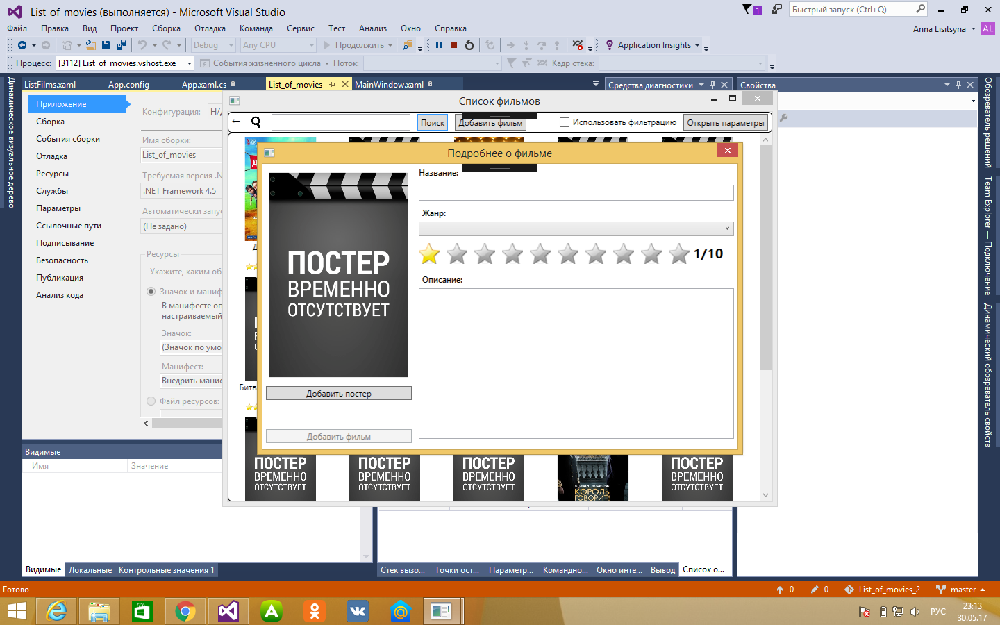 List_of_movies (выполняется) - Microsoft Visual Studio
1
Быстрый запуск (Ctrl+Q)
Файл Правка Вид Проект Сборка Отладка Команда Сервис Тест Анализ Окно Справка
Anna Lisitsyna AL
Debug Any CPU Продолжить Application Insights
Процесс: [3112] List_of_movies.vshost.exe События жизненного цикла Поток: Кадр стека:
Динамическое визуальное дерево
ListFilms.xaml App.config App.xaml.cs List_of_movies MainWindow.xaml
Средства диагностики
Свойства
Обозреватель решений
Team Explorer — Подключение
Динамический обозреватель свойств
Приложение
Сборка
События сборки
Отладка
Ресурсы
Службы
Параметры
Ссылочные пути
Подписывание
Безопасность
Публикация
Анализ кода
Конфигурация:
Имя сборки:
List_of_movies
Требуемая версия
.NET Framework 4.5
Автоматически
(Не задано)
Ресурсы
Укажите, каким
Значок и
В манифесте
настраиваемый
Значок:
(Значок по
Манифест:
Внедрить
Файл ресурсов:
Список фильмов
Поиск
Добавить фильм
Использовать фильтрацию
Открыть параметры
Подробнее о фильме
ПОСТЕР
ВРЕМЕННО
ОТСУТСТВУЕТ
Добавить постер
Добавить фильм
Название:
Жанр:
1/10
Описание:
ПОСТЕР ПОСТЕР ПОСТЕР ПОСТЕР
ВРЕМЕННО ВРЕМЕННО ВРЕМЕННО ВРЕМЕННО
ОТСУТСТВУЕТ ОТСУТСТВУЕТ ОТСУТСТВУЕТ ОТСУТСТВУЕТ
КОРОЛЬ
ГОВОРИТ!
Видимые
Имя Значение
Видимые Локальные Контрольные значения 1
Стек вызо... Точки ост... Параметр... Командно... Окно инте... Вывод Список о...
Готово
0 0 List_of_movies_2 master
РУС
23:13
30.05.17